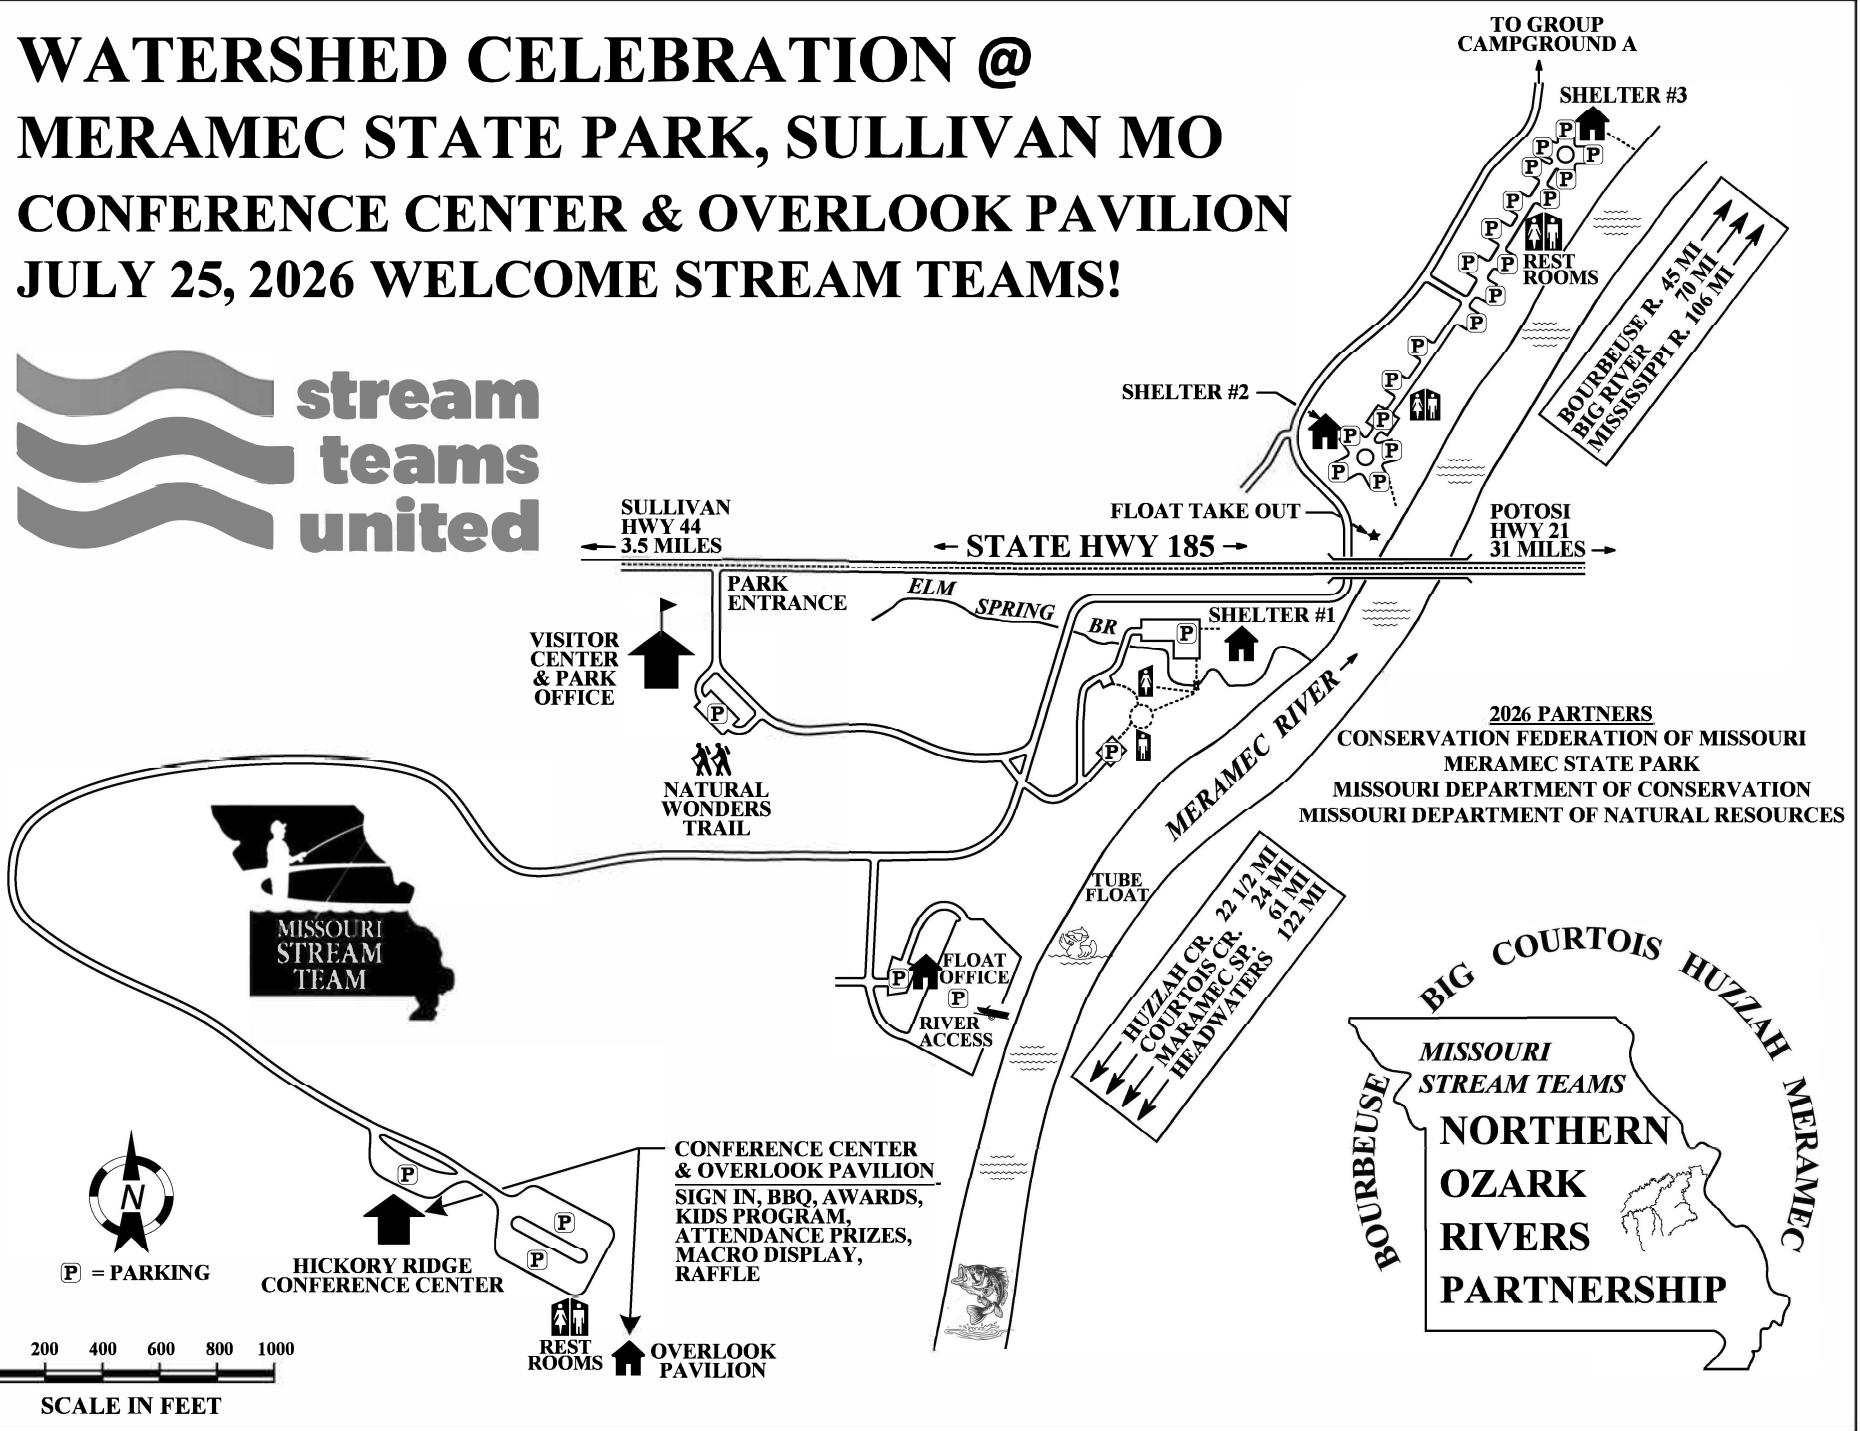 WATERSHED CELEBRATION @
MERAMEC STATE PARK, SULLIVAN MO
CONFERENCE CENTER & OVERLOOK PAVILION
JULY 25, 2026 WELCOME STREAM TEAMS!
stream
teams
united
TO GROUP
CAMPGROUND A
SHELTER #3
P
P
P
P
P
P
P
P
P
P
P
P
P
REST
ROOMS
BOURBEUSE R. 45 MI
BIG RIVER 70 MI
MISSISSIPPI R. 106 MI
P
P
P
SHELTER #2
P
P
P
P
FLOAT TAKE OUT
SULLIVAN
HWY 44
3.5 MILES
STATE HWY 185
POTOSI
HWY 21
31 MILES
PARK
ENTRANCE
ELM
SPRING
BR
SHELTER #1
P
VISITOR
CENTER
& PARK
OFFICE
P
P
NATURAL
WONDERS
TRAIL
MERAMEC RIVER
2026 PARTNERS
CONSERVATION FEDERATION OF MISSOURI
MERAMEC STATE PARK
MISSOURI DEPARTMENT OF CONSERVATION
MISSOURI DEPARTMENT OF NATURAL RESOURCES
TUBE
FLOAT
HUZZAH CR. 22 1/2 MI
COURTOIS CR. 24 MI
MARAMEC SP. 61 MI
HEADWATERS 122 MI
MISSOURI
STREAM
TEAM
FLOAT
OFFICE
P
P
RIVER
ACCESS
BOURBEUSE BIG COURTOIS HUZZAH MERAMEC
MISSOURI
STREAM TEAMS
NORTHERN
OZARK
RIVERS
PARTNERSHIP
CONFERENCE CENTER
& OVERLOOK PAVILION
SIGN IN, BBQ, AWARDS,
KIDS PROGRAM,
ATTENDANCE PRIZES,
MACRO DISPLAY,
RAFFLE
P
P
P
HICKORY RIDGE
CONFERENCE CENTER
REST
ROOMS
OVERLOOK
PAVILION
N
P = PARKING
200 400 600 800 1000
SCALE IN FEET